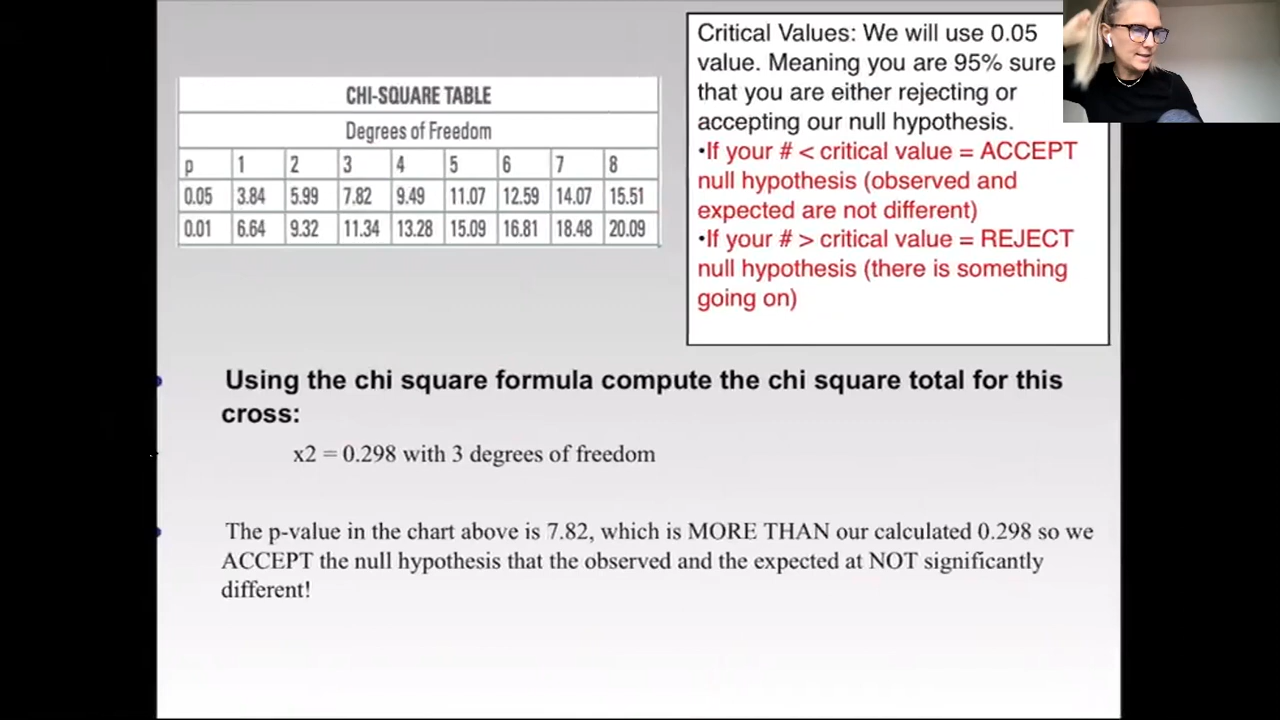 CHI-SQUARE TABLE
Degrees of Freedom
p 1 2 3 4 5 6 7 8
0.05 3.84 5.99 7.82 9.49 11.07 12.59 14.07 15.51
0.01 6.64 9.32 11.34 13.28 15.09 16.81 18.48 20.09
Critical Values: We will use 0.05
value. Meaning you are 95% sure
that you are either rejecting or
accepting our null hypothesis.
•If your # < critical value = ACCEPT
null hypothesis (observed and
expected are not different)
•If your # > critical value = REJECT
null hypothesis (there is something
going on)
Using the chi square formula compute the chi square total for this
cross:
x2 = 0.298 with 3 degrees of freedom
The p-value in the chart above is 7.82, which is MORE THAN our calculated 0.298 so we
ACCEPT the null hypothesis that the observed and the expected at NOT significantly
different!